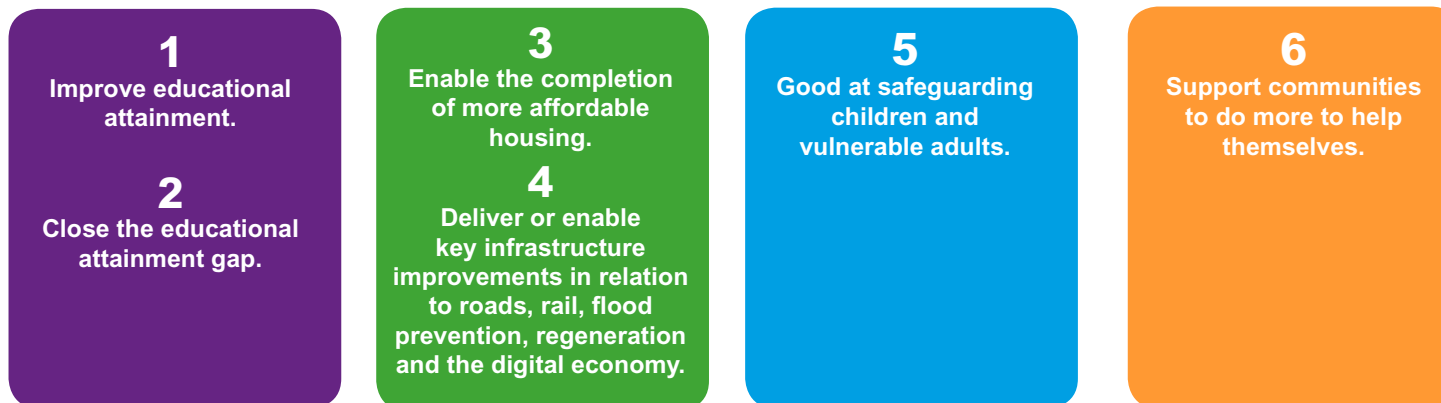 1
Improve educational
attainment.
2
Close the educational
attainment gap.
3
Enable the completion
of more affordable
housing.
4
Deliver or enable
key infrastructure
improvements in relation
to roads, rail, flood
prevention, regeneration
and the digital economy.
5
Good at safeguarding
children and
vulnerable adults.
6
Support communities
to do more to help
themselves.